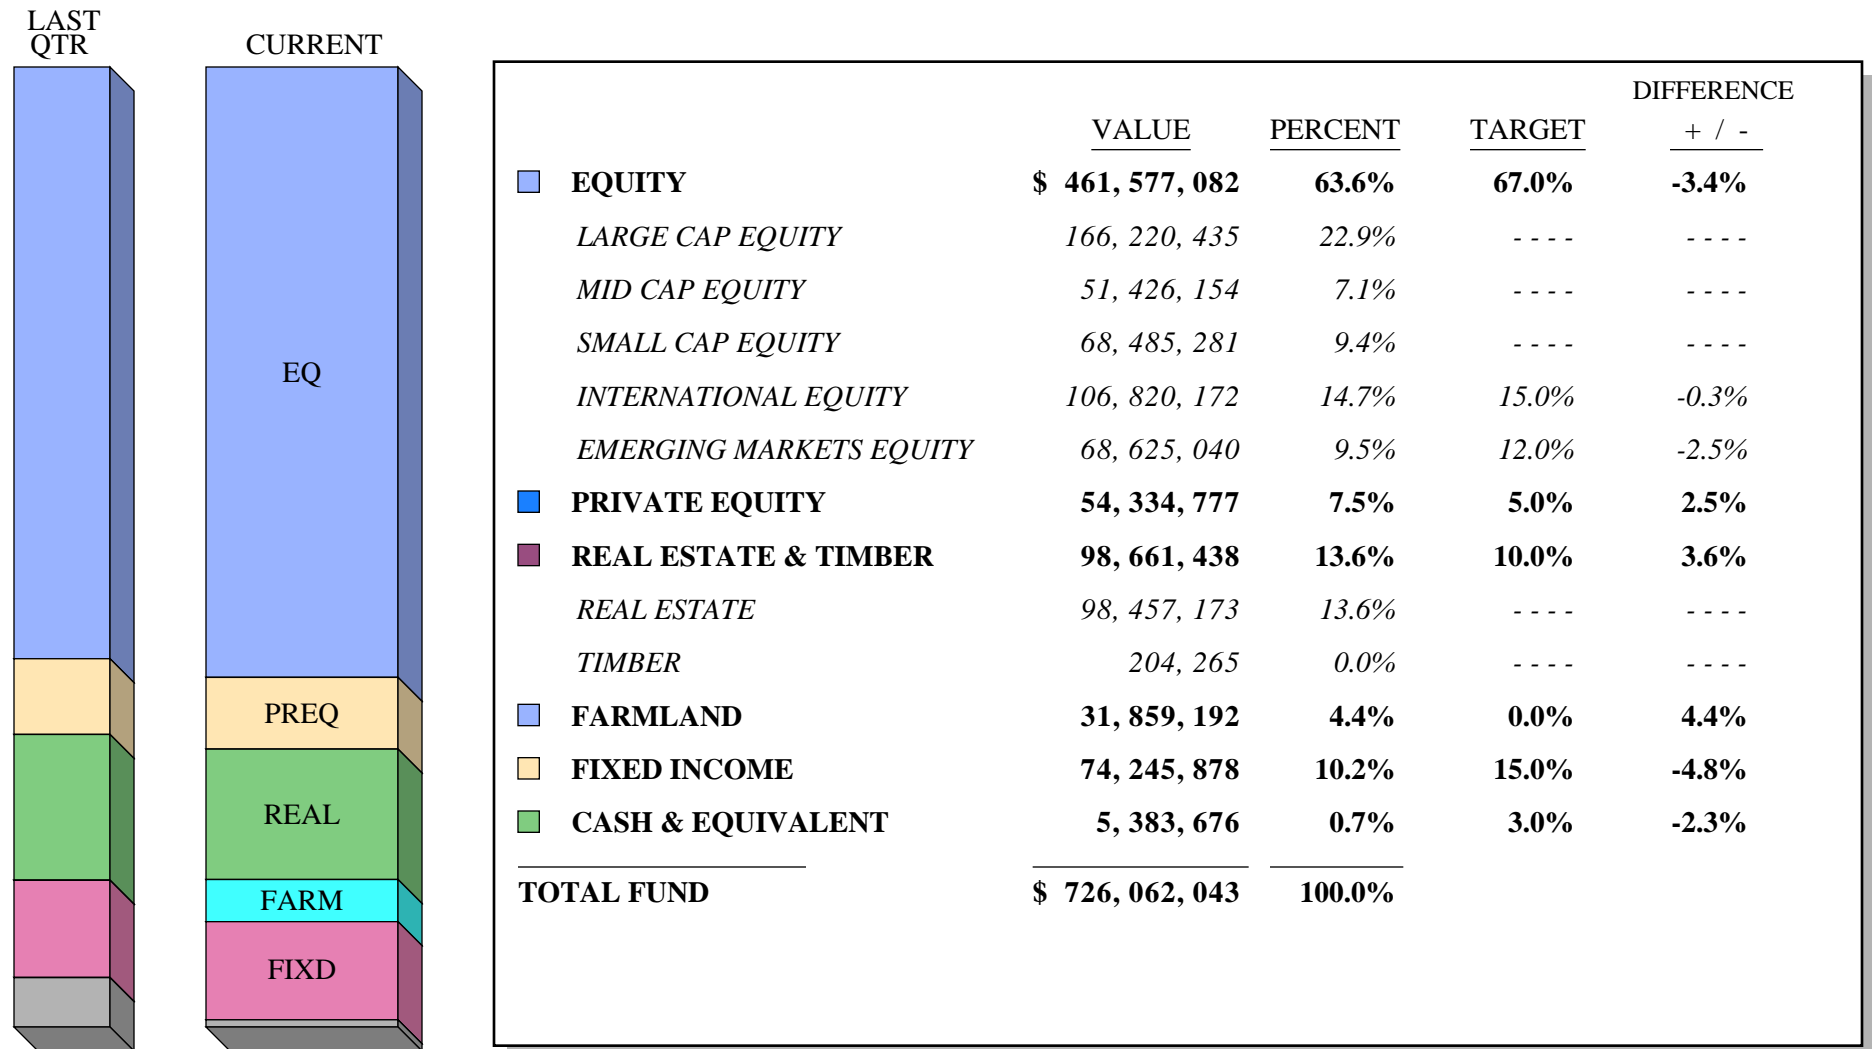 LAST
QTR
CURRENT
EQ
PREQ
REAL
FARM
FIXD
DIFFERENCE
VALUE PERCENT TARGET + / -
EQUITY $ 461, 577, 082 63.6% 67.0% -3.4%
LARGE CAP EQUITY 166, 220, 435 22.9% - - - - - - - -
MID CAP EQUITY 51, 426, 154 7.1% - - - - - - - -
SMALL CAP EQUITY 68, 485, 281 9.4% - - - - - - - -
INTERNATIONAL EQUITY 106, 820, 172 14.7% 15.0% -0.3%
EMERGING MARKETS EQUITY 68, 625, 040 9.5% 12.0% -2.5%
PRIVATE EQUITY 54, 334, 777 7.5% 5.0% 2.5%
REAL ESTATE & TIMBER 98, 661, 438 13.6% 10.0% 3.6%
REAL ESTATE 98, 457, 173 13.6% - - - - - - - -
TIMBER 204, 265 0.0% - - - - - - - -
FARMLAND 31, 859, 192 4.4% 0.0% 4.4%
FIXED INCOME 74, 245, 878 10.2% 15.0% -4.8%
CASH & EQUIVALENT 5, 383, 676 0.7% 3.0% -2.3%
TOTAL FUND $ 726, 062, 043 100.0%